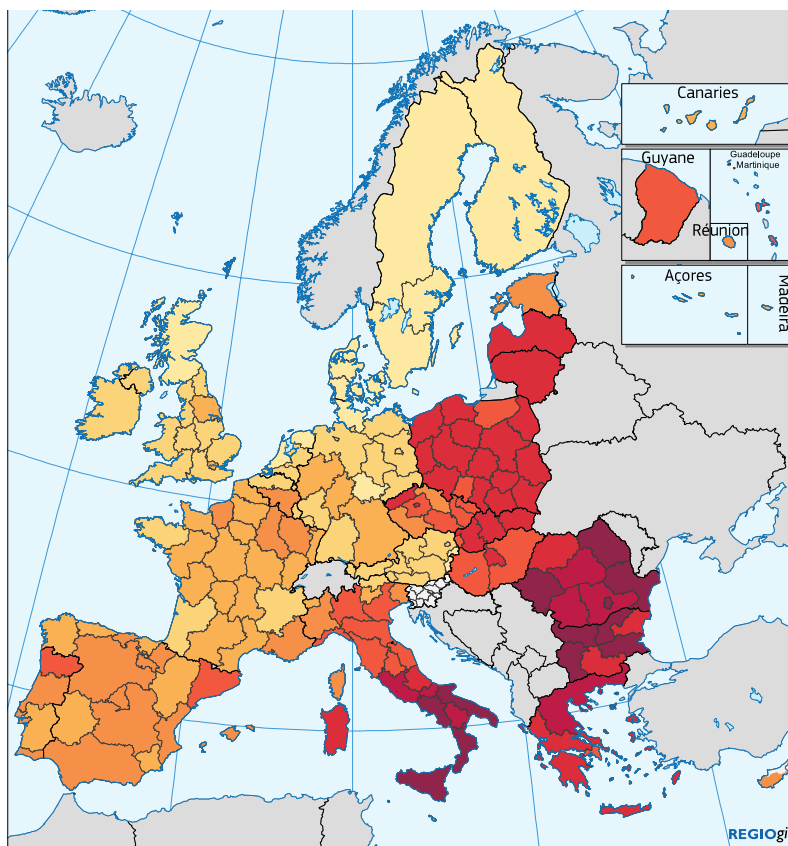 Canaries
Guyane
Guadeloupe
Martinique
Réunion
Açores
Madeira
REGIOgi